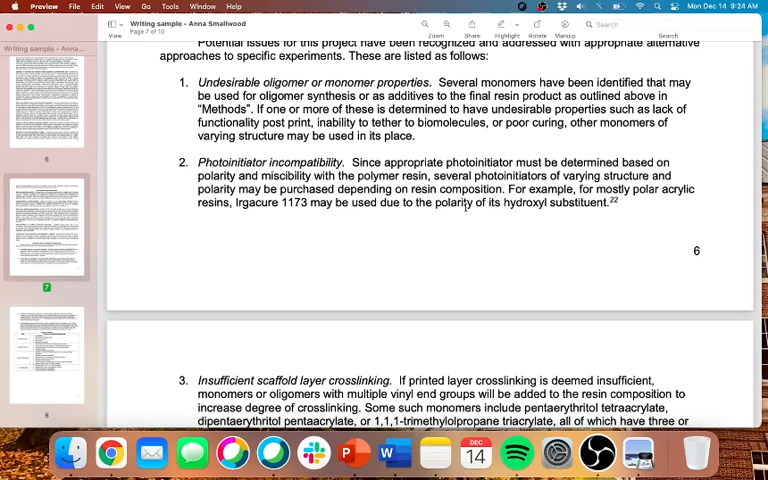 Preview File Edit View Go Tools Window Help Mon Dec 14 9:24 AM
Writing sample - Anna Smallwood
Page 7 of 10
View Zoom Share Highlight Rotate Markup Search
Search
Writing sample - Anna...
6
7
8
Potential issues for this project have been recognized and addressed with appropriate alternative
approaches to specific experiments. These are listed as follows:
1. Undesirable oligomer or monomer properties. Several monomers have been identified that may
be used for oligomer synthesis or as additives to the final resin product as outlined above in
“Methods”. If one or more of these is determined to have undesirable properties such as lack of
functionality post print, inability to tether to biomolecules, or poor curing, other monomers of
varying structure may be used in its place.
2. Photoinitiator incompatibility. Since appropriate photoinitiator must be determined based on
polarity and miscibility with the polymer resin, several photoinitiators of varying structure and
polarity may be purchased depending on resin composition. For example, for mostly polar acrylic
resins, Irgacure 1173 may be used due to the polarity of its hydroxyl substituent.22
6
3. Insufficient scaffold layer crosslinking. If printed layer crosslinking is deemed insufficient,
monomers or oligomers with multiple vinyl end groups will be added to the resin composition to
increase degree of crosslinking. Some such monomers include pentaerythritol tetraacrylate,
dipentaerythritol pentaacrylate, or 1,1,1-trimethylolpropane triacrylate, all of which have three or
DEC
14